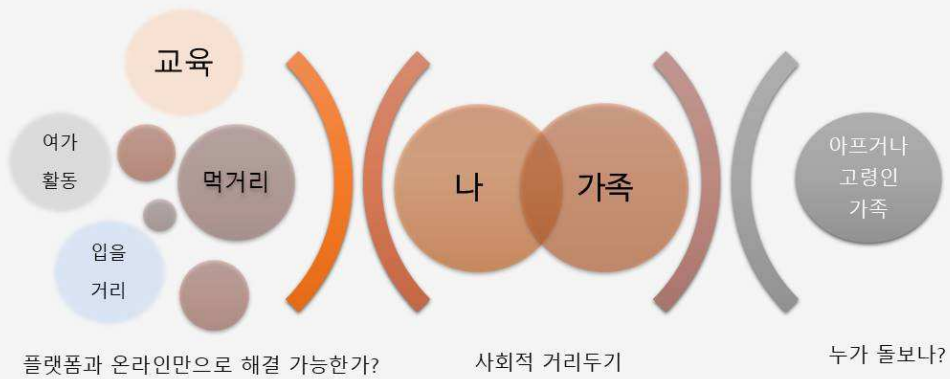 교육
여가
활동
먹거리
입을
거리
나
가족
아프거나
고령인
가족
플랫폼과 온라인만으로 해결 가능한가?
사회적 거리두기
누가 돌보나?